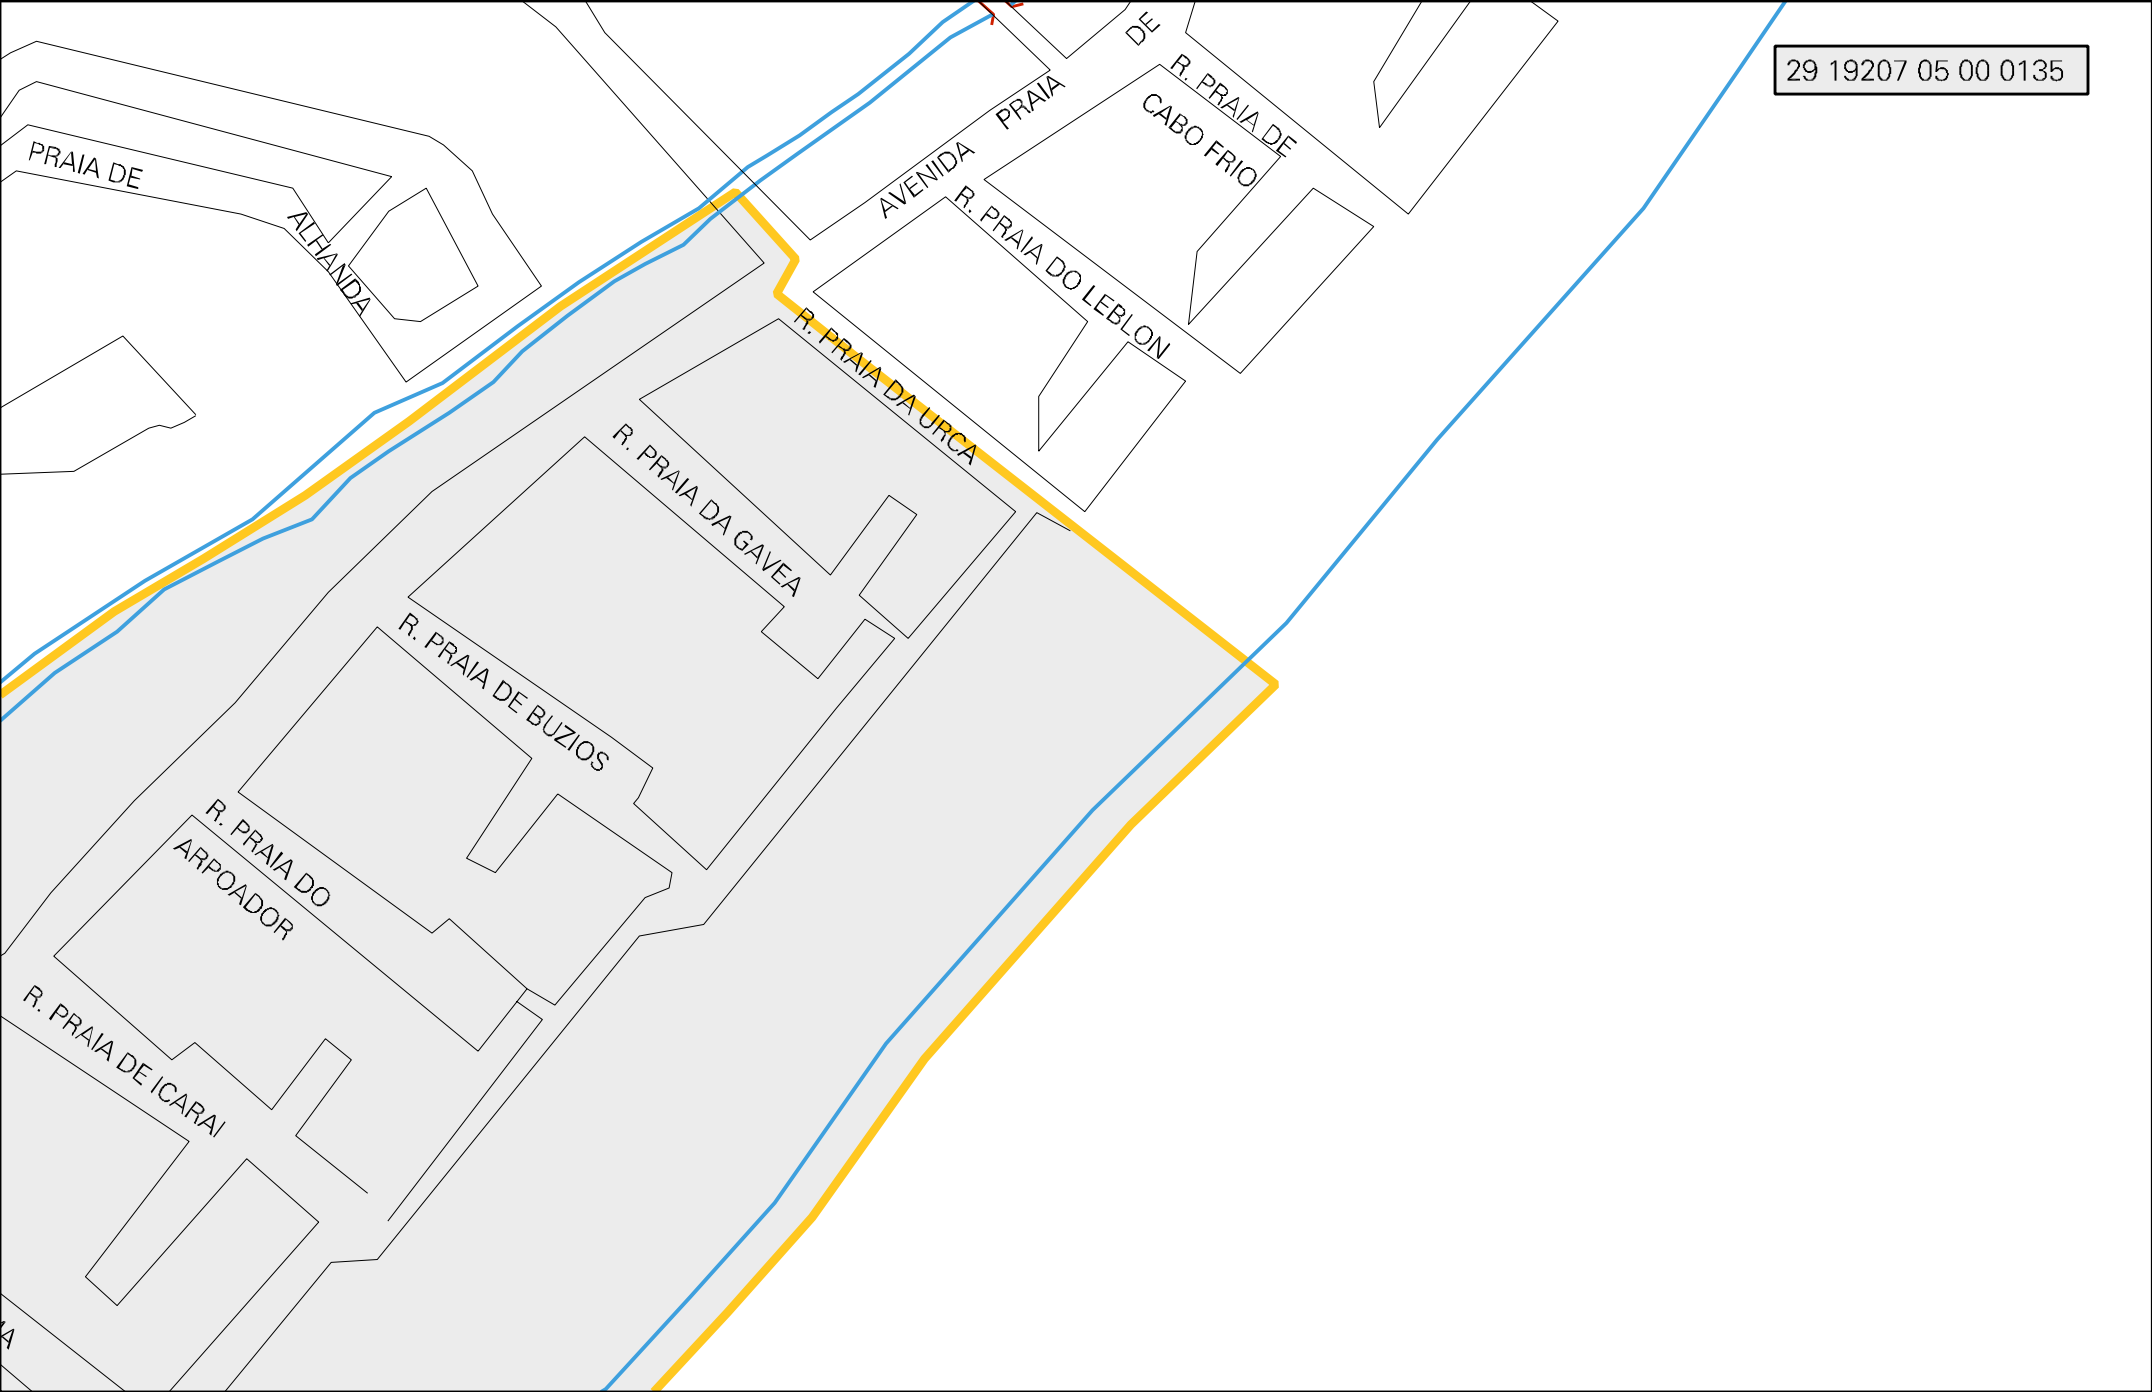 29 19207 05 00 0135
DE
R. PRAIA DE
CABO FRIO
AVENIDA PRAIA
PRAIA DE
ALHANDA
R. PRAIA DO LEBLON
R. PRAIA DA URCA
R. PRAIA DA GAVEA
R. PRAIA DE BUZIOS
R. PRAIA DO
ARPOADOR
R. PRAIA DE ICARAI